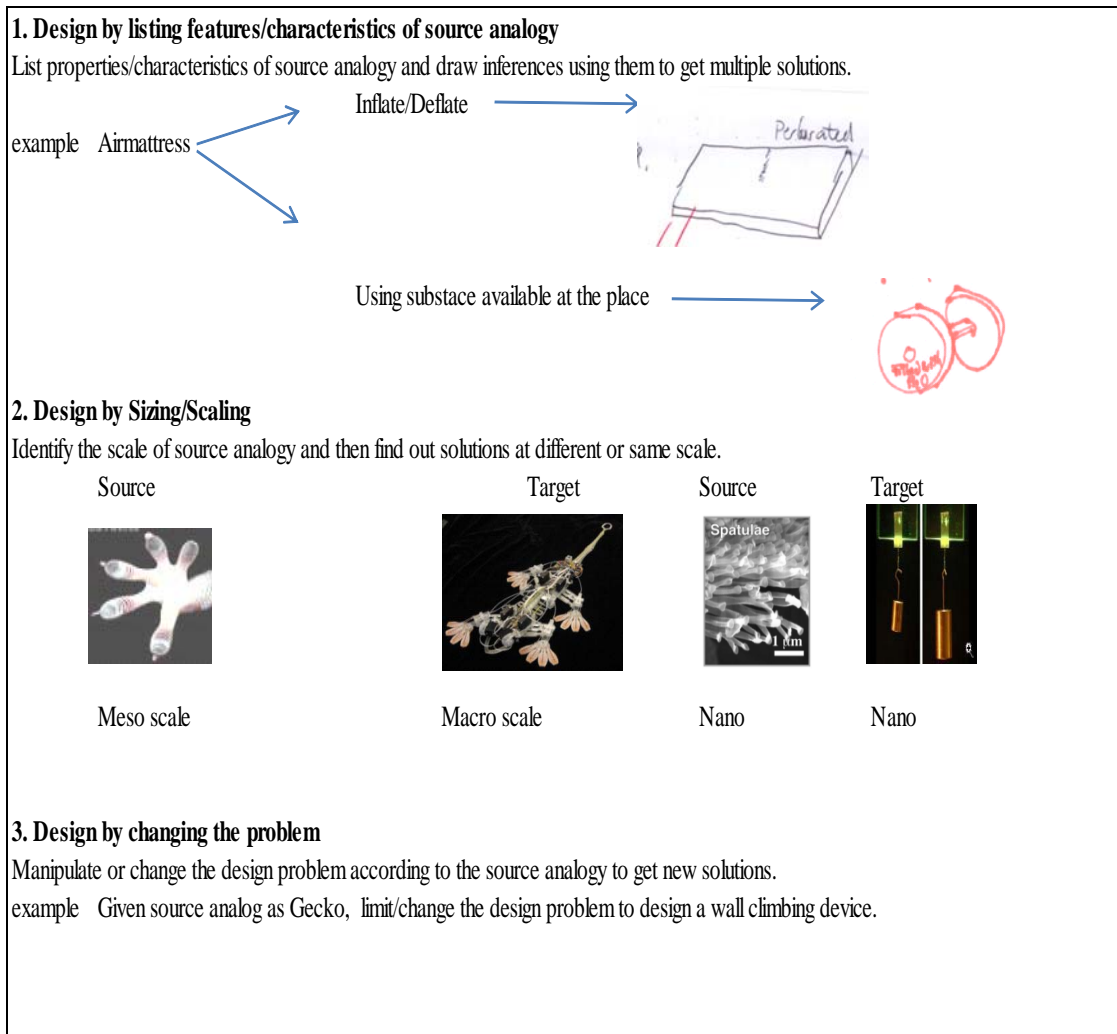 1. Design by listing features/characteristics of source analogy
List properties/characteristics of source analogy and draw inferences using them to get multiple solutions.
Inflate/Deflate
Perforated
example Airmattress
Using substace available at the place
2. Design by Sizing/Scaling
Identify the scale of source analogy and then find out solutions at different or same scale.
Source Target Source Target
Spatulae
1 µm
Meso scale Macro scale Nano Nano
3. Design by changing the problem
Manipulate or change the design problem according to the source analogy to get new solutions.
example Given source analog as Gecko, limit/change the design problem to design a wall climbing device.